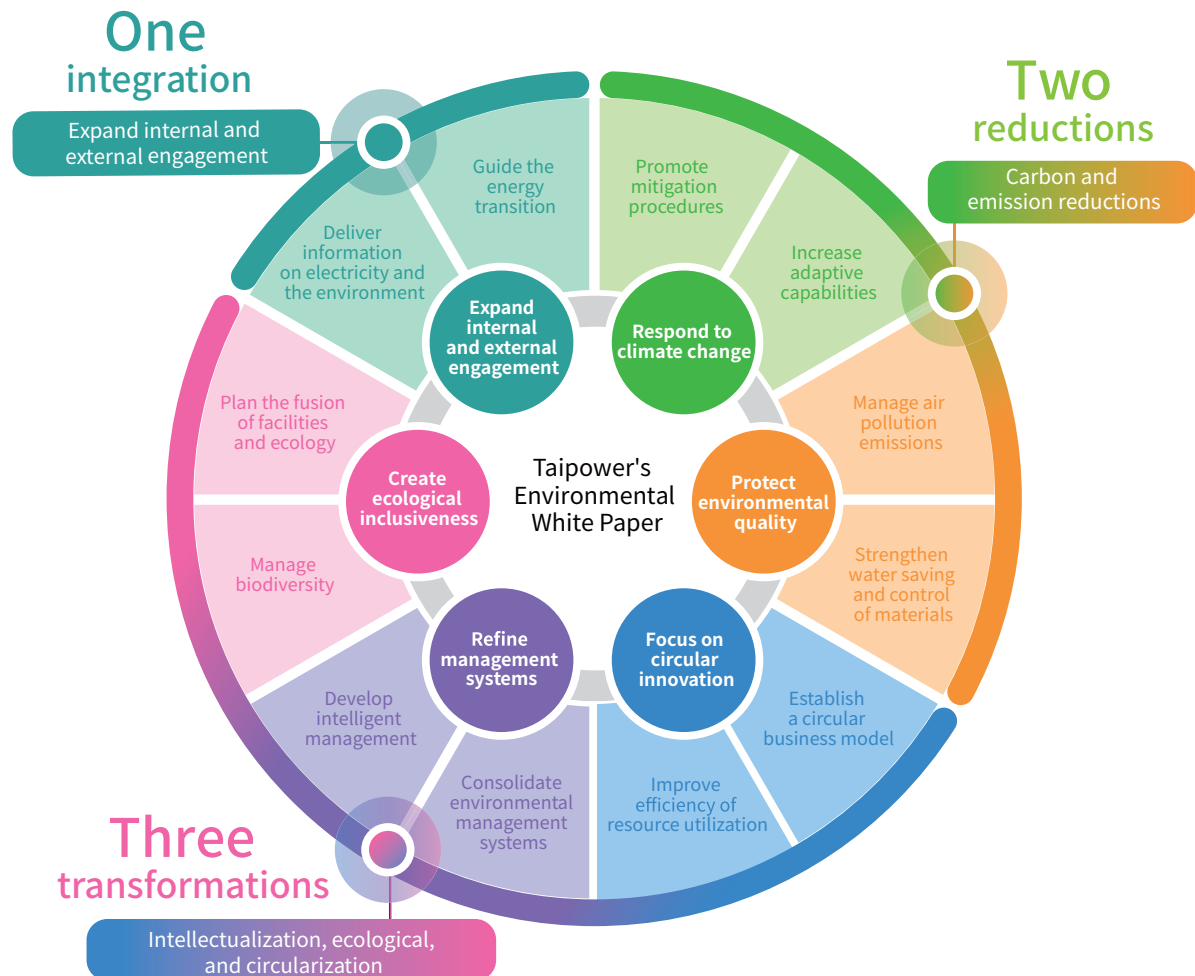 One
integration
Expand internal and
external engagement
Two
reductions
Carbon and
emission reductions
Guide the
energy
transition
Promote
mitigation
procedures
Deliver
information
on electricity and
the environment
Increase
adaptive
capabilities
Expand
internal
and external
engagement
Respond to
climate change
Plan the fusion
of facilities
and ecology
Manage air
pollution
emissions
Create
ecological
inclusiveness
Taipower's
Environmental
White Paper
Protect
environmental
quality
Manage
biodiversity
Strengthen
water saving
and control
of materials
Refine
management
systems
Focus on
circular
innovation
Develop
intelligent
management
Establish
a circular
business model
Consolidate
environmental
management
systems
Improve
efficiency of
resource utilization
Three
transformations
Intellectualization, ecological,
and circularization